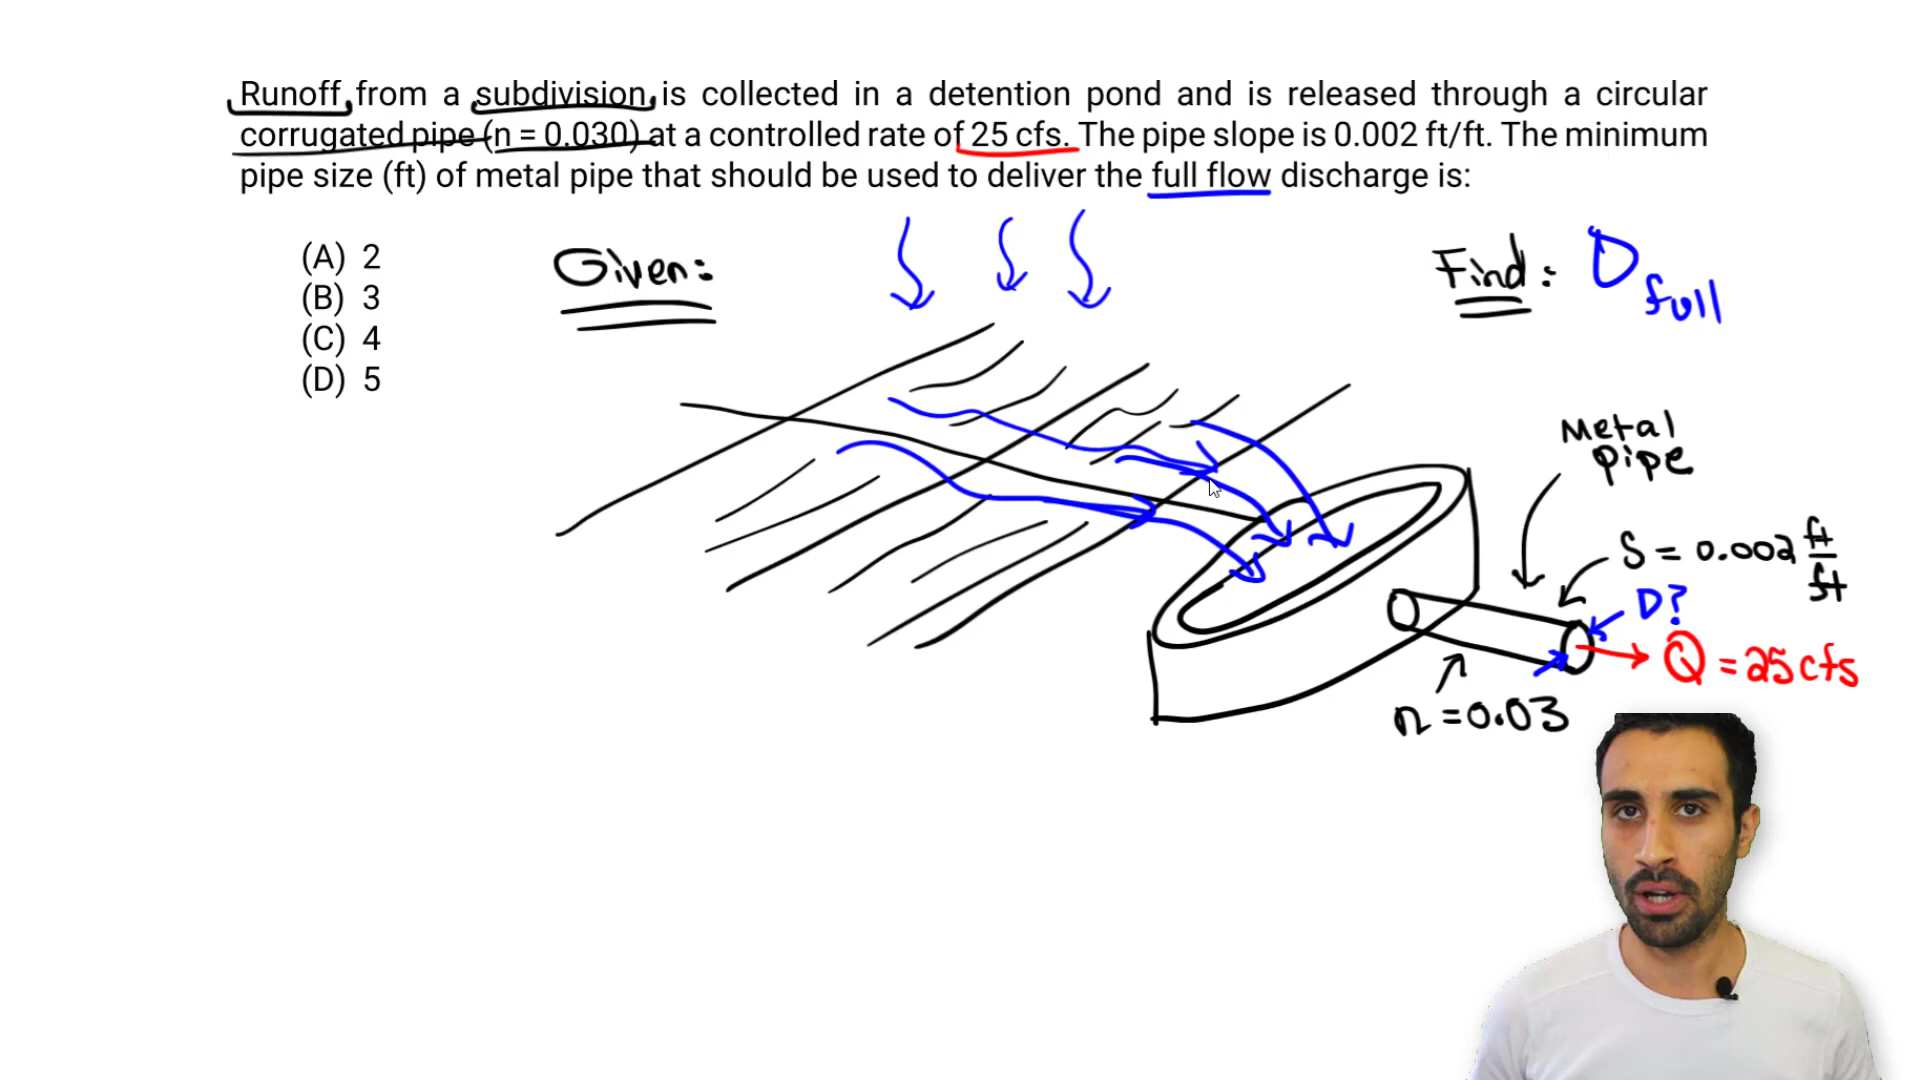 Runoff from a subdivision is collected in a detention pond and is released through a circular
corrugated pipe (n = 0.030) at a controlled rate of 25 cfs. The pipe slope is 0.002 ft/ft. The minimum
pipe size (ft) of metal pipe that should be used to deliver the full flow discharge is:
(A) 2
(B) 3
(C) 4
(D) 5
Given:
Find: D full
Metal
pipe
S = 0.002 ft/ft
D?
Q = 25 cfs
n = 0.03